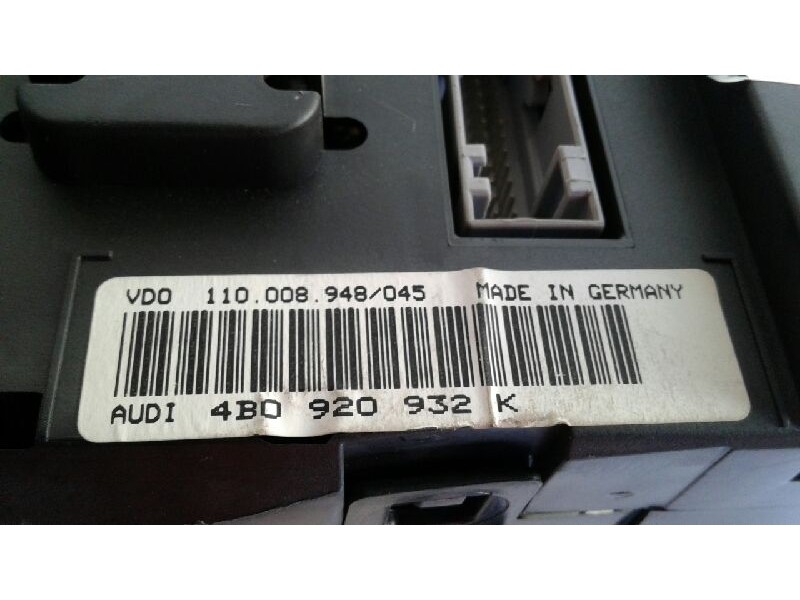 VDO 110.008.948/045 MADE IN GERMANY
AUDI 4B0 920 932 K